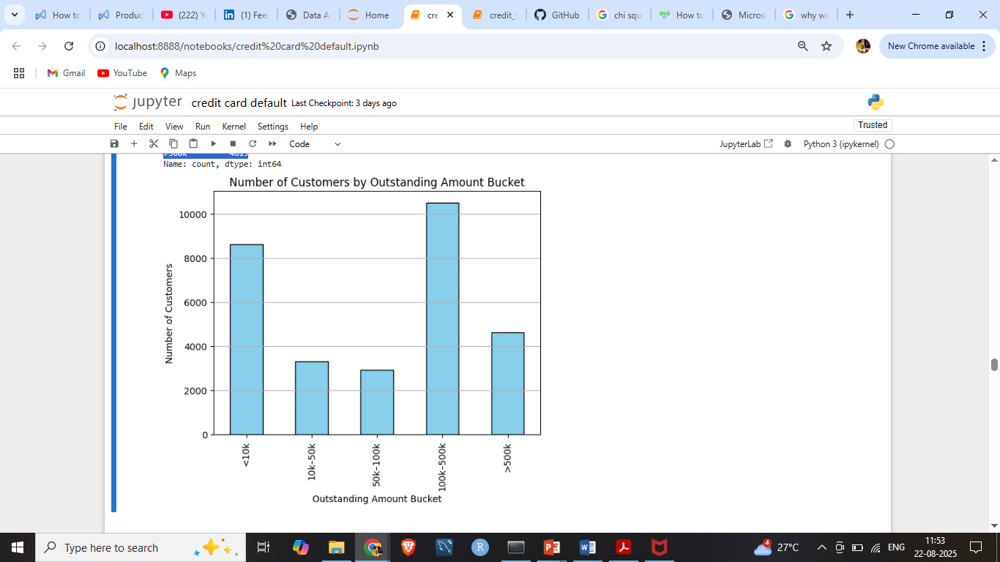 How to
Product
(222) Y
(1) Fee
Data A
Home
cre
credit_
GitHub
chi squ
How to
Micros
why wa
localhost:8888/notebooks/credit%20card%20default.ipynb
New Chrome available
Gmail
YouTube
Maps
jupyter credit card default Last Checkpoint: 3 days ago
File Edit View Run Kernel Settings Help
Trusted
Code
JupyterLab
Python 3 (ipykernel)
Name: count, dtype: int64
Number of Customers by Outstanding Amount Bucket
Number of Customers
10000
8000
6000
4000
2000
0
<10k
10k–50k
50k–100k
100k–500k
>500k
Outstanding Amount Bucket
Type here to search
4
27°C
ENG
11:53
22-08-2025